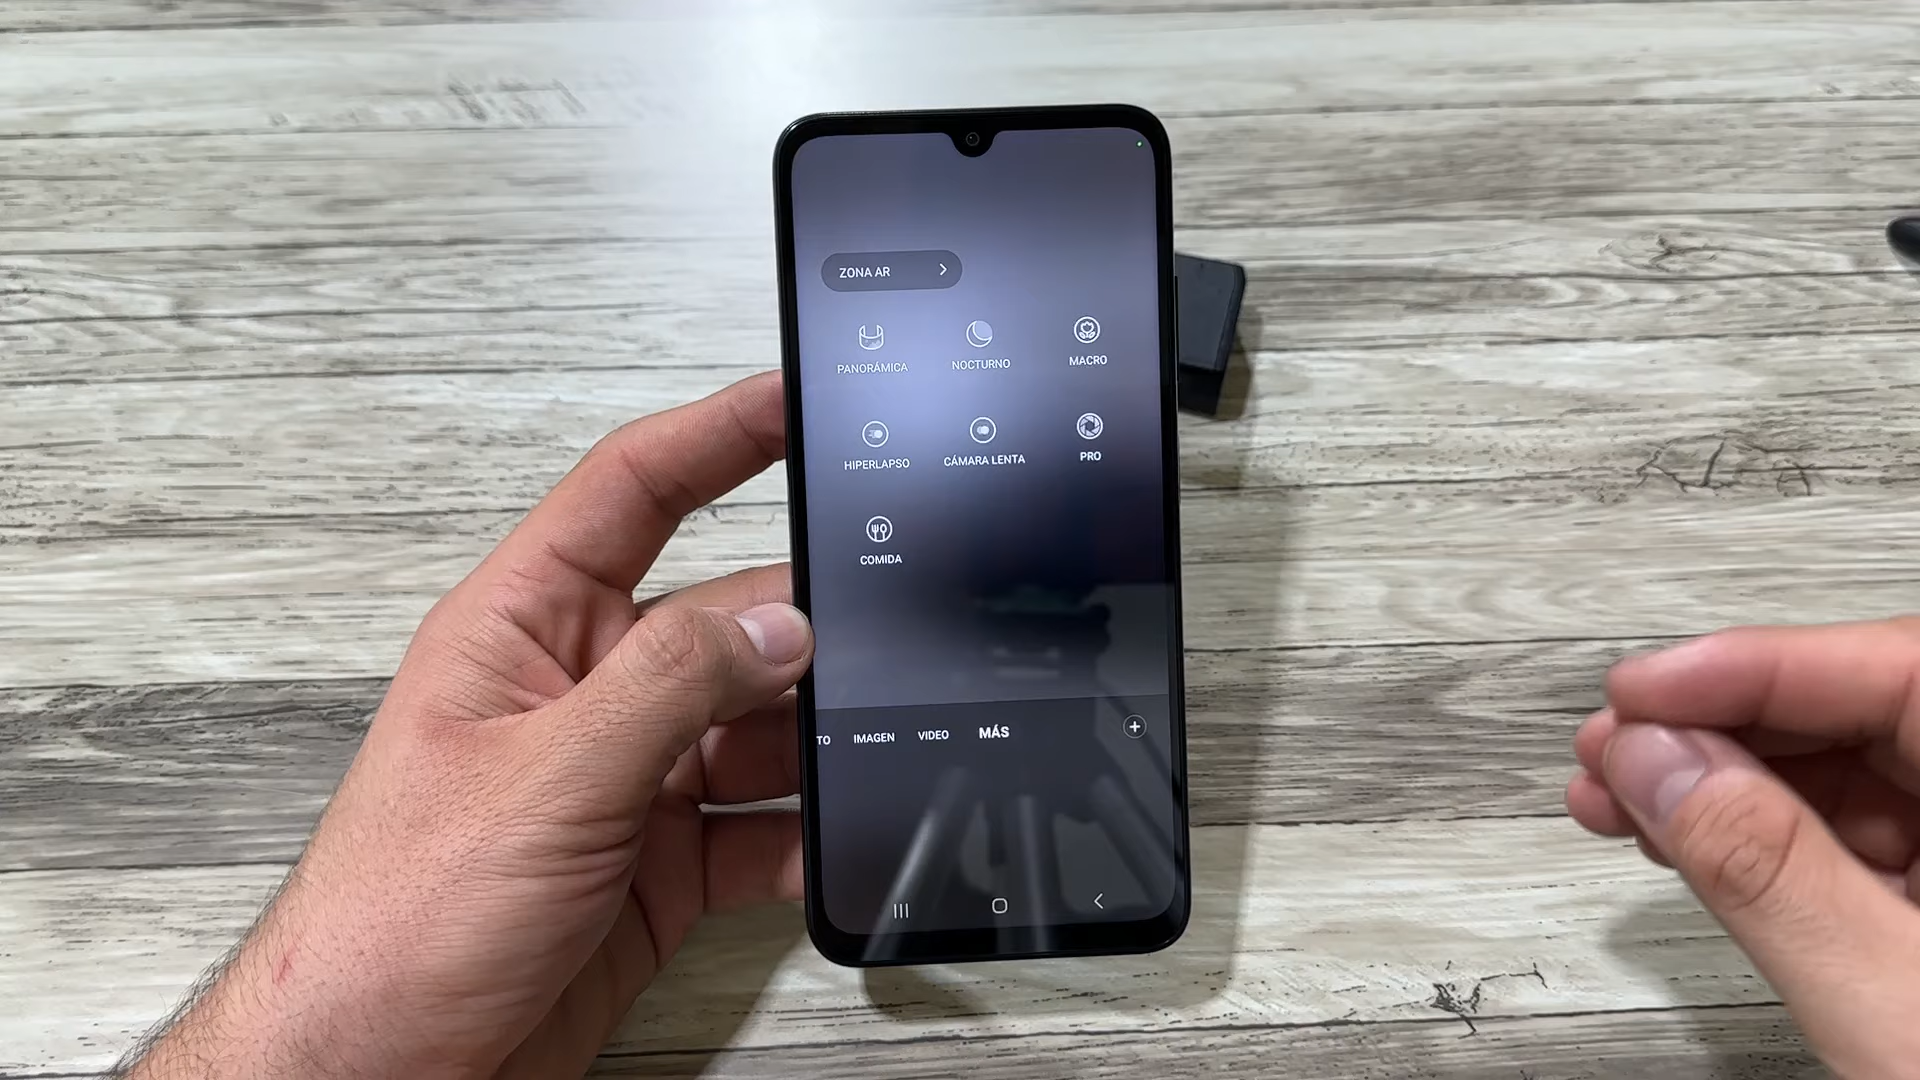 ZONA AR
PANORÁMICA NOCTURNO MACRO
HIPERLAPSO CÁMARA LENTA PRO
COMIDA
TO IMAGEN VIDEO MÁS